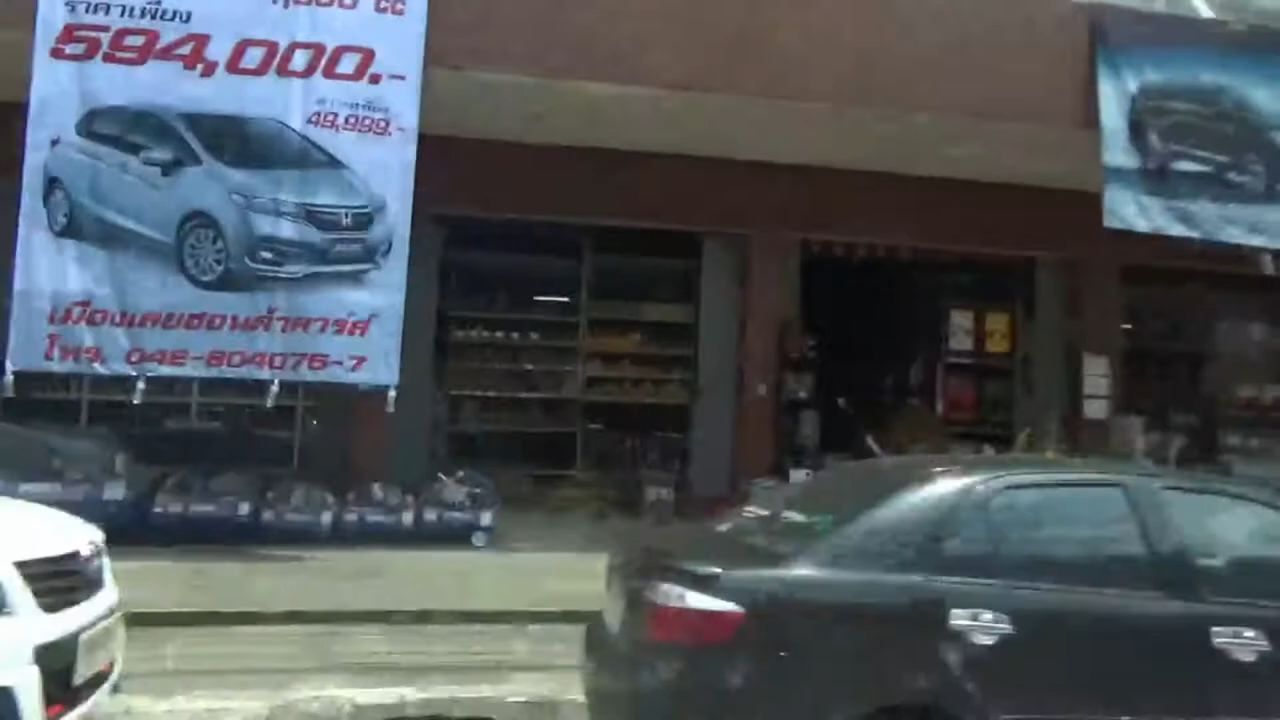 cc
ราคาเพียง
594,000.-
49,999.-
เมืองเลยฮอนด้าคาร์ส์
โทร. 042-804076-7